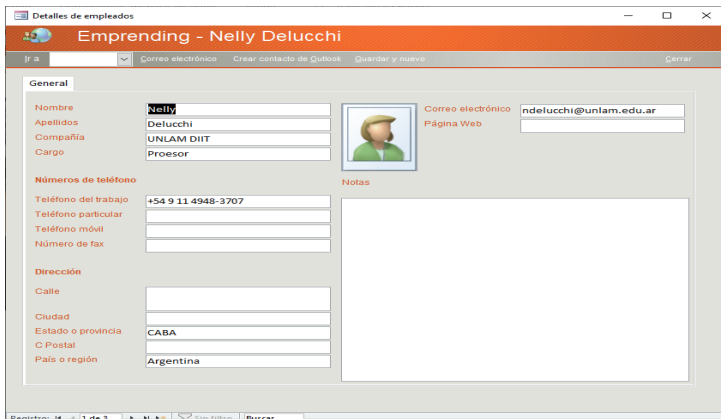 Detalles de empleados
Emprending - Nelly Delucchi
Ir a
Correo electrónico Crear contacto de Outlook Guardar y nuevo Cerrar
General
Nombre Nelly
Apellidos Delucchi
Compañía UNLAM DIIT
Cargo Proesor
Correo electrónico ndelucchi@unlam.edu.ar
Página Web
Números de teléfono
Teléfono del trabajo +54 9 11 4948-3707
Teléfono particular
Teléfono móvil
Número de fax
Notas
Dirección
Calle
Ciudad
Estado o provincia CABA
C Postal
País o región Argentina
Registro: 1 de 3 Sin filtro Buscar